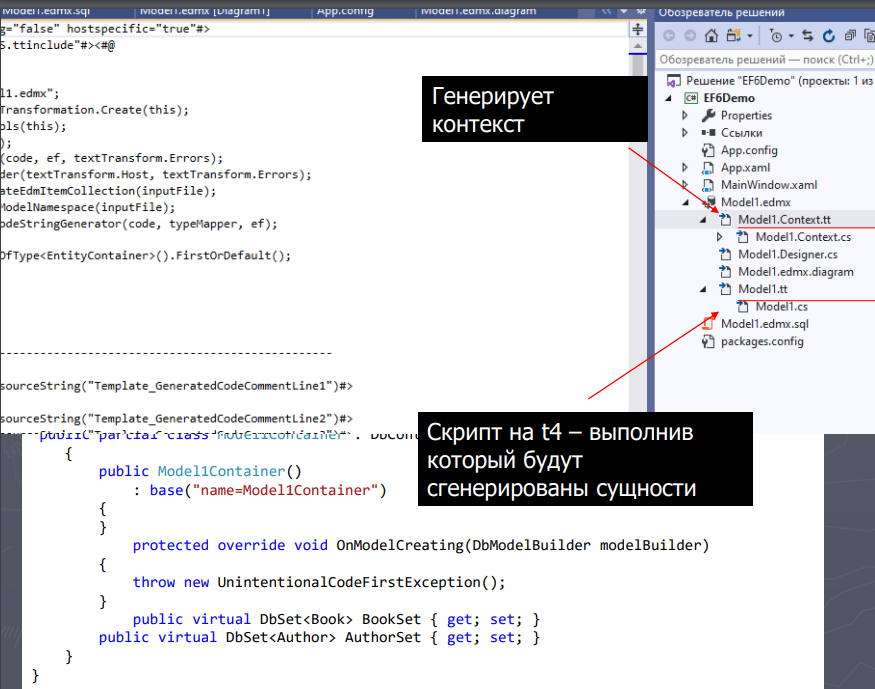 Model1.edmx.sql Model1.edmx [Diagram1] App.config Model1.edmx.diagram
Обозреватель решений
g="false" hostspecific="true"#>
S.ttinclude"#><#@
l1.edmx";
Transformation.Create(this);
ols(this);
);
(code, ef, textTransform.Errors);
der(textTransform.Host, textTransform.Errors);
ateEdmItemCollection(inputFile);
ModelNamespace(inputFile);
odeStringGenerator(code, typeMapper, ef);
OfType<EntityContainer>().FirstOrDefault();
--------------------------------------------------
sourceString("Template_GeneratedCodeCommentLine1")#>
sourceString("Template_GeneratedCodeCommentLine2")#>
Генерирует
контекст
Обозреватель решений — поиск (Ctrl+;)
Решение "EF6Demo" (проекты: 1 из
C# EF6Demo
Properties
Ссылки
App.config
App.xaml
MainWindow.xaml
Model1.edmx
Model1.Context.tt
Model1.Context.cs
Model1.Designer.cs
Model1.edmx.diagram
Model1.tt
Model1.cs
Model1.edmx.sql
packages.config
Скрипт на t4 – выполнив
который будут
сгенерированы сущности
public partial class Model1Container : DbCont
{
public Model1Container()
: base("name=Model1Container")
{
}
protected override void OnModelCreating(DbModelBuilder modelBuilder)
{
throw new UnintentionalCodeFirstException();
}
public virtual DbSet<Book> BookSet { get; set; }
public virtual DbSet<Author> AuthorSet { get; set; }
}
}